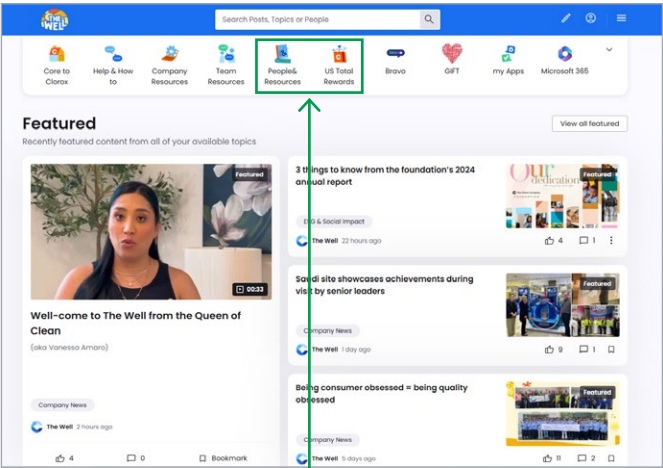 THE
WELL
Search Posts, Topics or People
Core to
Clorox
Help & How
to
Company
Resources
Team
Resources
People&
Resources
US Total
Rewards
Bravo
GIFT
my Apps
Microsoft 365
Featured
Recently featured content from all of your available topics
View all featured
Featured
00:33
Well-come to The Well from the Queen of
Clean
(aka Vanessa Amaro)
Company News
The Well 2 hours ago
4
0
Bookmark
3 things to know from the foundation's 2024
annual report
ESG & Social Impact
The Well 22 hours ago
Our
dedication
Featured
4
1
Saudi site showcases achievements during
visit by senior leaders
Company News
The Well 1 day ago
Featured
9
1
Being consumer obsessed = being quality
obsessed
Company News
The Well 5 days ago
Featured
11
2